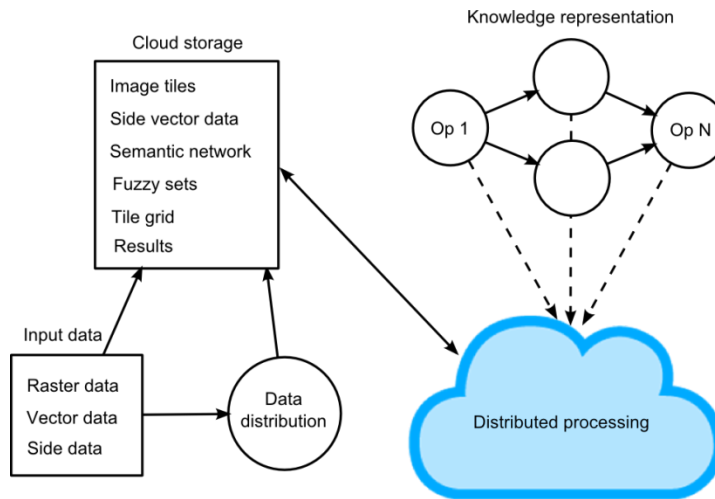 Cloud storage
Image tiles
Side vector data
Semantic network
Fuzzy sets
Tile grid
Results
Knowledge representation
Op 1
Op N
Input data
Raster data
Vector data
Side data
Data
distribution
Distributed processing